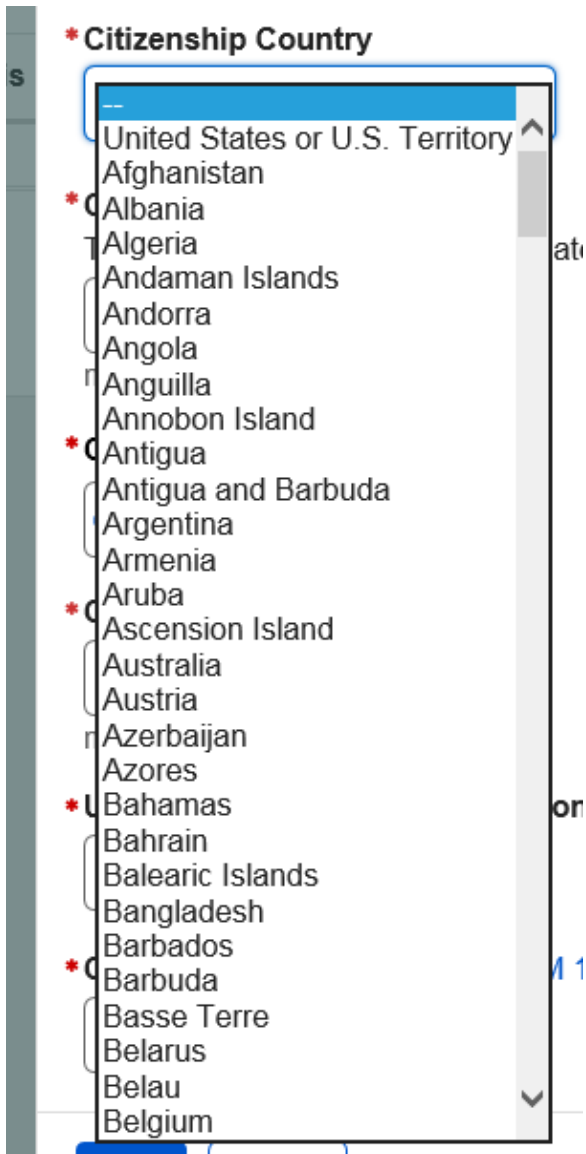 *Citizenship Country
s
--
United States or U.S. Territory
Afghanistan
*
Albania
Algeria
Andaman Islands
Andorra
Angola
Anguilla
Annobon Island
*
Antigua
Antigua and Barbuda
Argentina
Armenia
Aruba
*
Ascension Island
Australia
Austria
Azerbaijan
Azores
*
Bahamas
Bahrain
Balearic Islands
Bangladesh
Barbados
*
Barbuda
Basse Terre
Belarus
Belau
Belgium